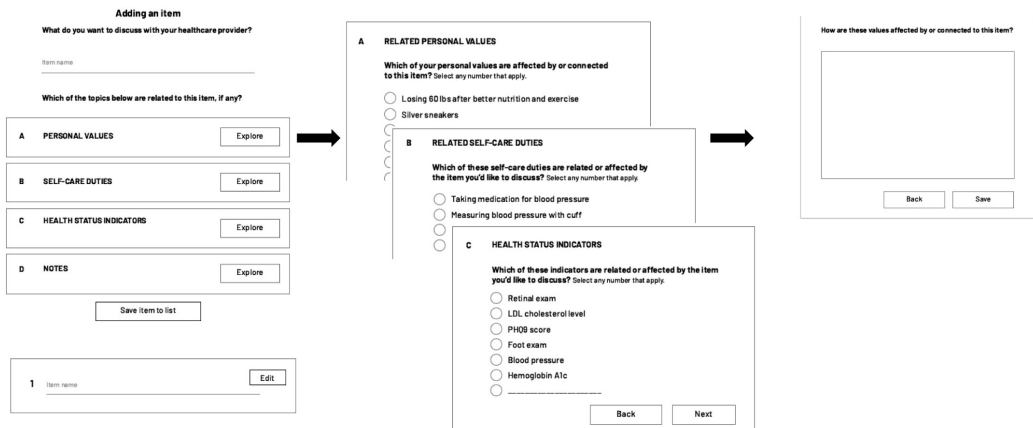 Adding an item
What do you want to discuss with your healthcare provider?
Item name
Which of the topics below are related to this item, if any?
A PERSONAL VALUES Explore
B SELF-CARE DUTIES Explore
C HEALTH STATUS INDICATORS Explore
D NOTES Explore
Save item to list
1 Item name Edit
A RELATED PERSONAL VALUES
Which of your personal values are affected by or connected
to this item? Select any number that apply.
Losing 60 lbs after better nutrition and exercise
Silver sneakers
B RELATED SELF-CARE DUTIES
Which of these self-care duties are related or affected by
the item you'd like to discuss? Select any number that apply.
Taking medication for blood pressure
Measuring blood pressure with cuff
C HEALTH STATUS INDICATORS
Which of these indicators are related or affected by the item
you'd like to discuss? Select any number that apply.
Retinal exam
LDL cholesterol level
PHQ9 score
Foot exam
Blood pressure
Hemoglobin A1c
Back Next
How are these values affected by or connected to this item?
Back Save